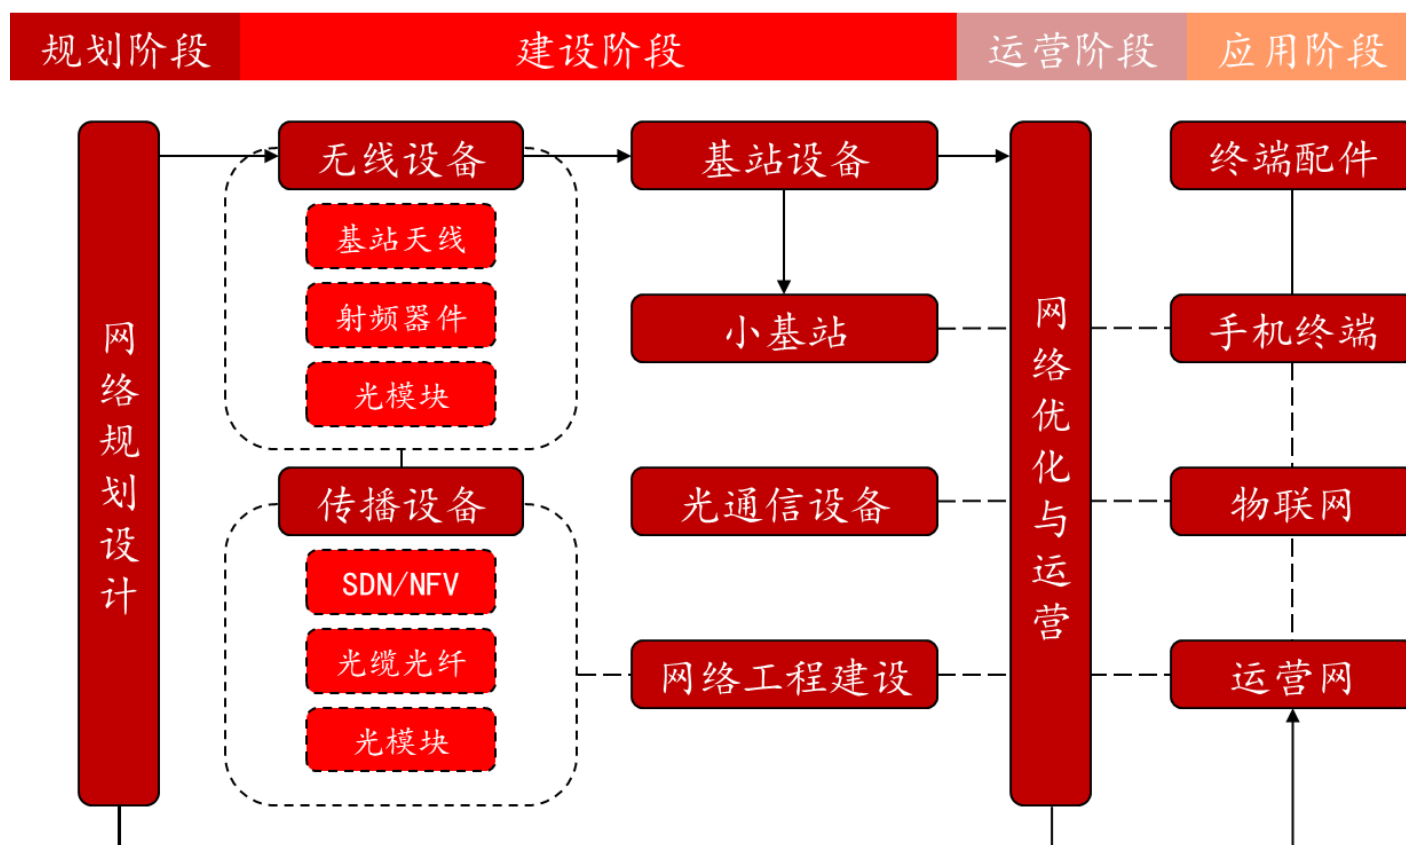 规划阶段
建设阶段
运营阶段
应用阶段
网络规划设计
无线设备
基站天线
射频器件
光模块
传播设备
SDN/NFV
光缆光纤
光模块
基站设备
小基站
光通信设备
网络工程建设
网络优化与运营
终端配件
手机终端
物联网
运营网